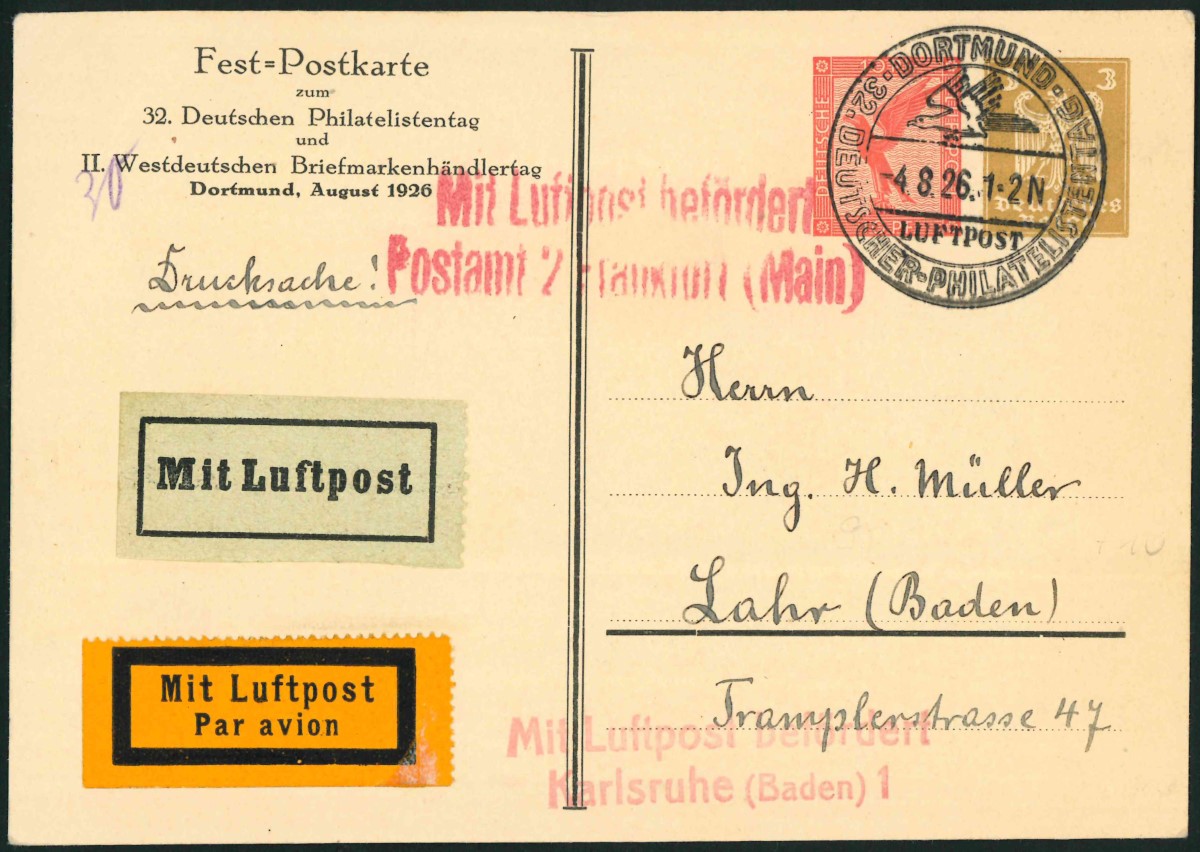 Fest=Postkarte
zum
32. Deutschen Philatelistentag
und
II. Westdeutschen Briefmarkenhändlertag
Dortmund, August 1926
Drucksache!
Mit Luftpost befördert
Postamt 2 Frankfurt (Main)
DEUTSCHE
3
DORTMUND
32. DEUTSCHER-PHILATELISTENTAG
-4.8.26. 1-2N
LUFTPOST
Herrn
Ing. H. Müller
Lahr (Baden)
Tramplerstrasse 47
Mit Luftpost
Mit Luftpost
Par avion
Mit Luftpost befördert
Karlsruhe (Baden) 1